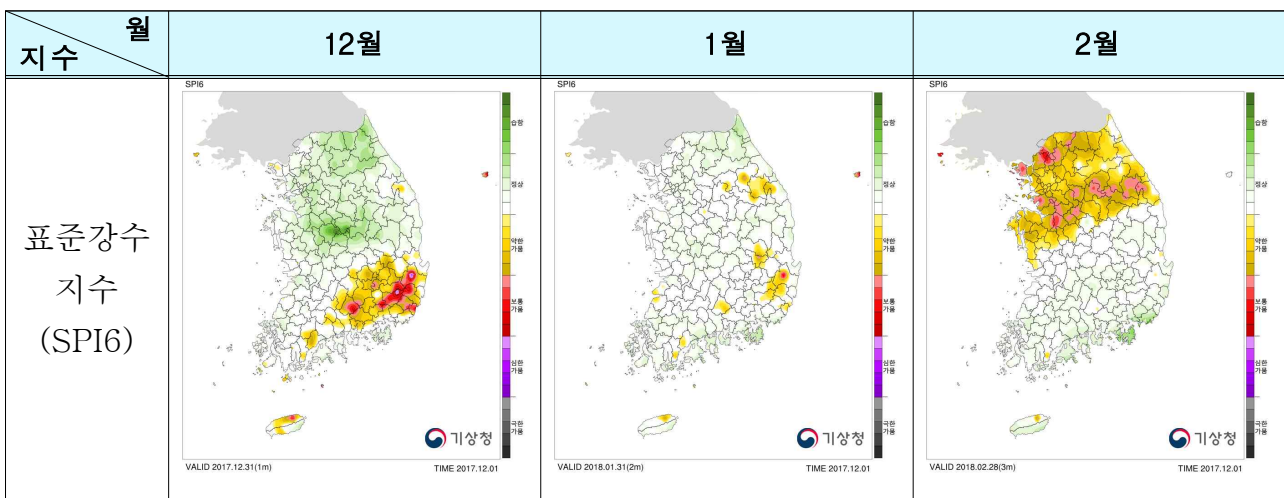 월
지수
12월
1월
2월
표준강수
지수
(SPI6)
SPI6
습함
정상
약한
가뭄
보통
가뭄
심한
가뭄
극한
가뭄
기상청
VALID 2017.12.31(1m)
TIME 2017.12.01
SPI6
습함
정상
약한
가뭄
보통
가뭄
심한
가뭄
극한
가뭄
기상청
VALID 2018.01.31(2m)
TIME 2017.12.01
SPI6
습함
정상
약한
가뭄
보통
가뭄
심한
가뭄
극한
가뭄
기상청
VALID 2018.02.28(3m)
TIME 2017.12.01